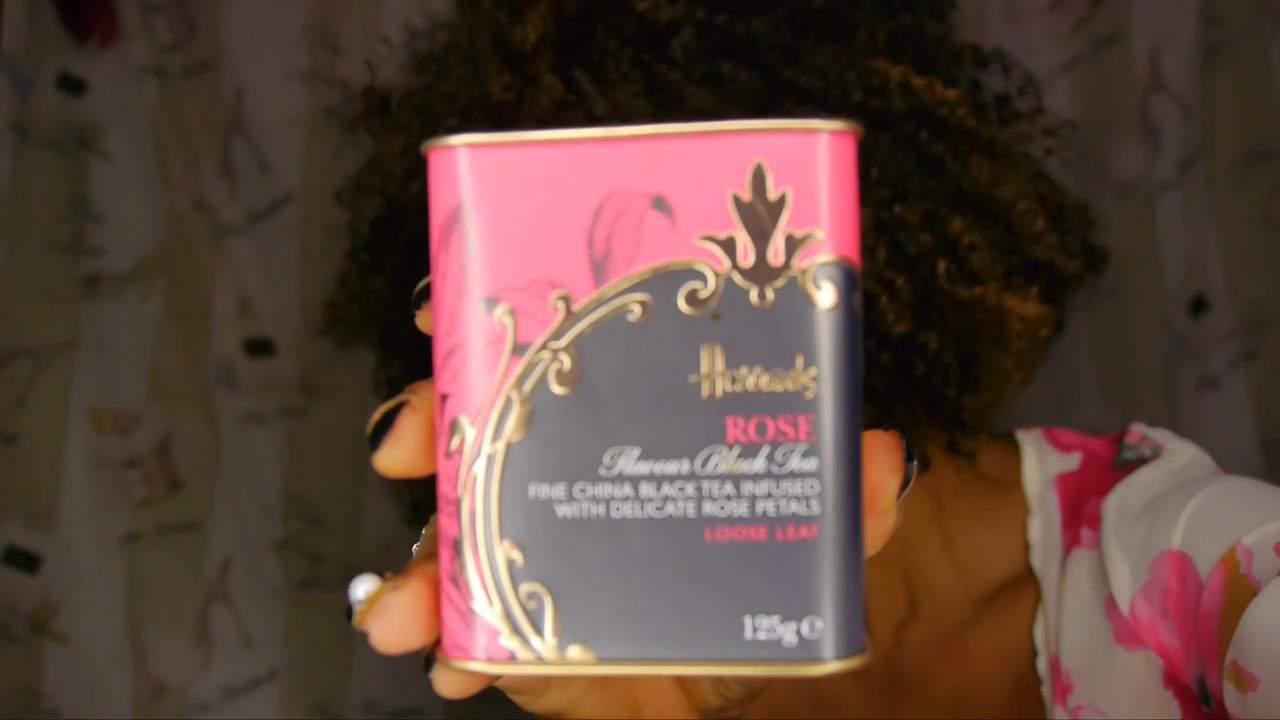 Harrods
ROSE
Flavour Black Tea
FINE CHINA BLACK TEA INFUSED
WITH DELICATE ROSE PETALS
LOOSE LEAF
125g ℮